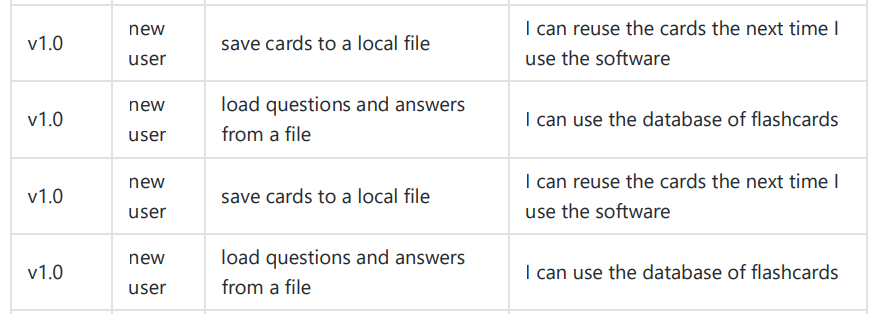 v1.0
new
user
save cards to a local file
I can reuse the cards the next time I
use the software
v1.0
new
user
load questions and answers
from a file
I can use the database of flashcards
v1.0
new
user
save cards to a local file
I can reuse the cards the next time I
use the software
v1.0
new
user
load questions and answers
from a file
I can use the database of flashcards